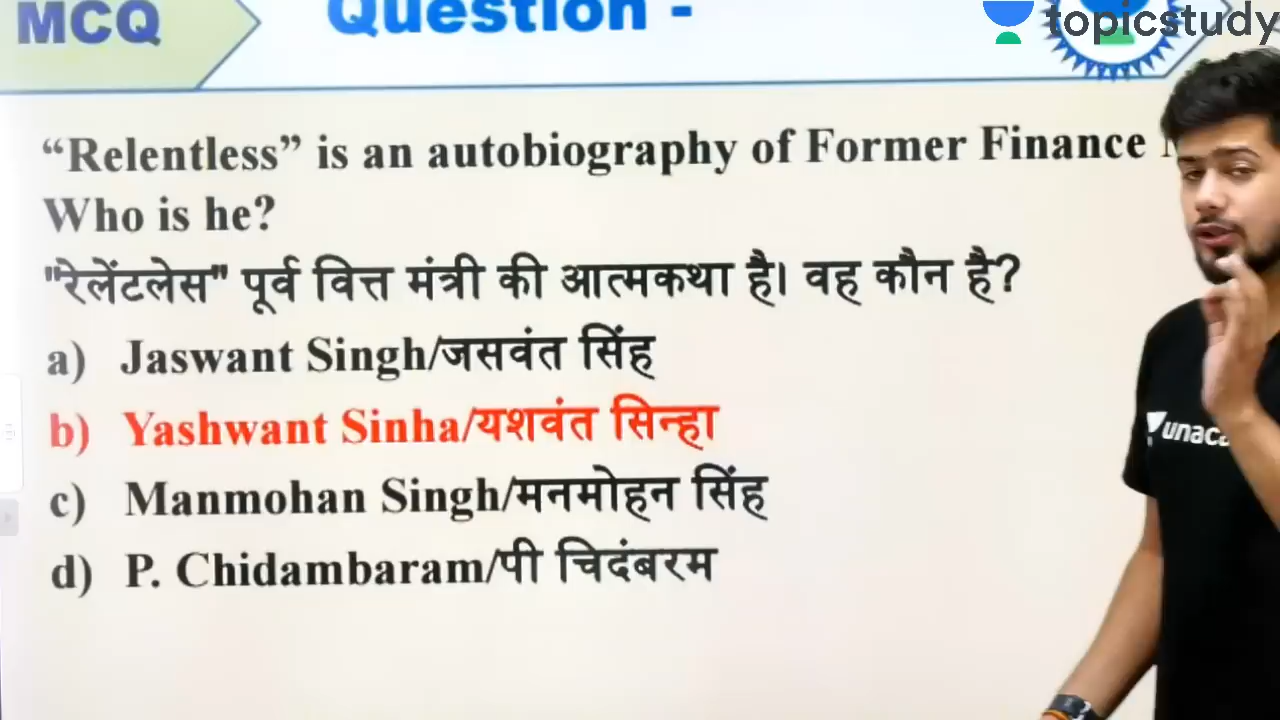 MCQ
Question -
topicstudy
“Relentless” is an autobiography of Former Finance
Who is he?
"रेलेंटलेस" पूर्व वित्त मंत्री की आत्मकथा है। वह कौन है?
a) Jaswant Singh/जसवंत सिंह
b) Yashwant Sinha/यशवंत सिन्हा
c) Manmohan Singh/मनमोहन सिंह
d) P. Chidambaram/पी चिदंबरम